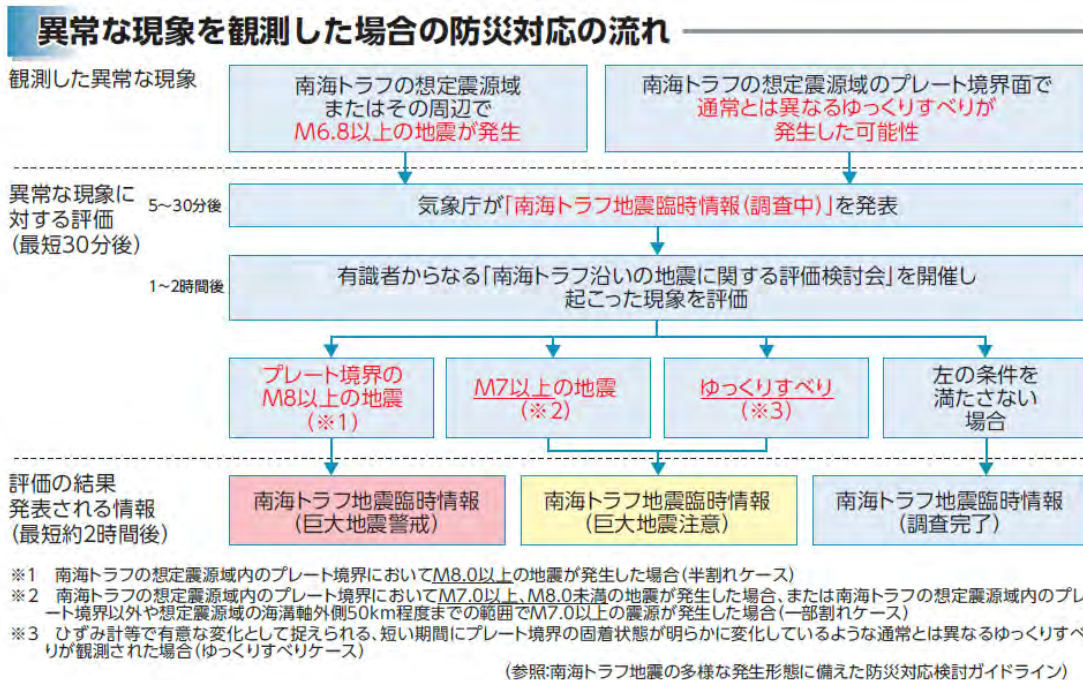 異常な現象を観測した場合の防災対応の流れ
観測した異常な現象
南海トラフの想定震源域
またはその周辺で
M6.8以上の地震が発生
南海トラフの想定震源域のプレート境界面で
通常とは異なるゆっくりすべりが
発生した可能性
異常な現象に
対する評価
(最短30分後)
5～30分後
気象庁が「南海トラフ地震臨時情報(調査中)」を発表
1～2時間後
有識者からなる「南海トラフ沿いの地震に関する評価検討会」を開催し
起こった現象を評価
プレート境界の
M8以上の地震
(※1)
M7以上の地震
(※2)
ゆっくりすべり
(※3)
左の条件を
満たさない
場合
評価の結果
発表される情報
(最短約2時間後)
南海トラフ地震臨時情報
(巨大地震警戒)
南海トラフ地震臨時情報
(巨大地震注意)
南海トラフ地震臨時情報
(調査完了)
※1 南海トラフの想定震源域内のプレート境界においてM8.0以上の地震が発生した場合(半割れケース)
※2 南海トラフの想定震源域内のプレート境界においてM7.0以上、M8.0未満の地震が発生した場合、または南海トラフの想定震源域内のプレ
ート境界以外や想定震源域の海溝軸外側50km程度までの範囲でM7.0以上の震源が発生した場合(一部割れケース)
※3 ひずみ計等で有意な変化として捉えられる、短い期間にプレート境界の固着状態が明らかに変化しているような通常とは異なるゆっくりすべ
りが観測された場合(ゆっくりすべりケース)
(参照:南海トラフ地震の多様な発生形態に備えた防災対応検討ガイドライン)